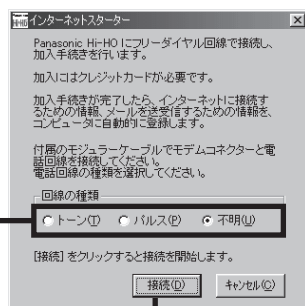 インターネットスターター
Panasonic Hi-HO にフリーダイヤル回線で接続し、
加入手続きを行います。
加入にはクレジットカードが必要です。
加入手続きが完了したら、インターネットに接続す
るための情報、メールを送受信するための情報を、
コンピュータに自動的に登録します。
付属のモジュラーケーブルでモデムコネクターと電
話回線を接続してください。
電話回線の種類を選択してください。
回線の種類
トーン(T) パルス(P) 不明(U)
[接続] をクリックすると接続を開始します。
接続(D) キャンセル(C)